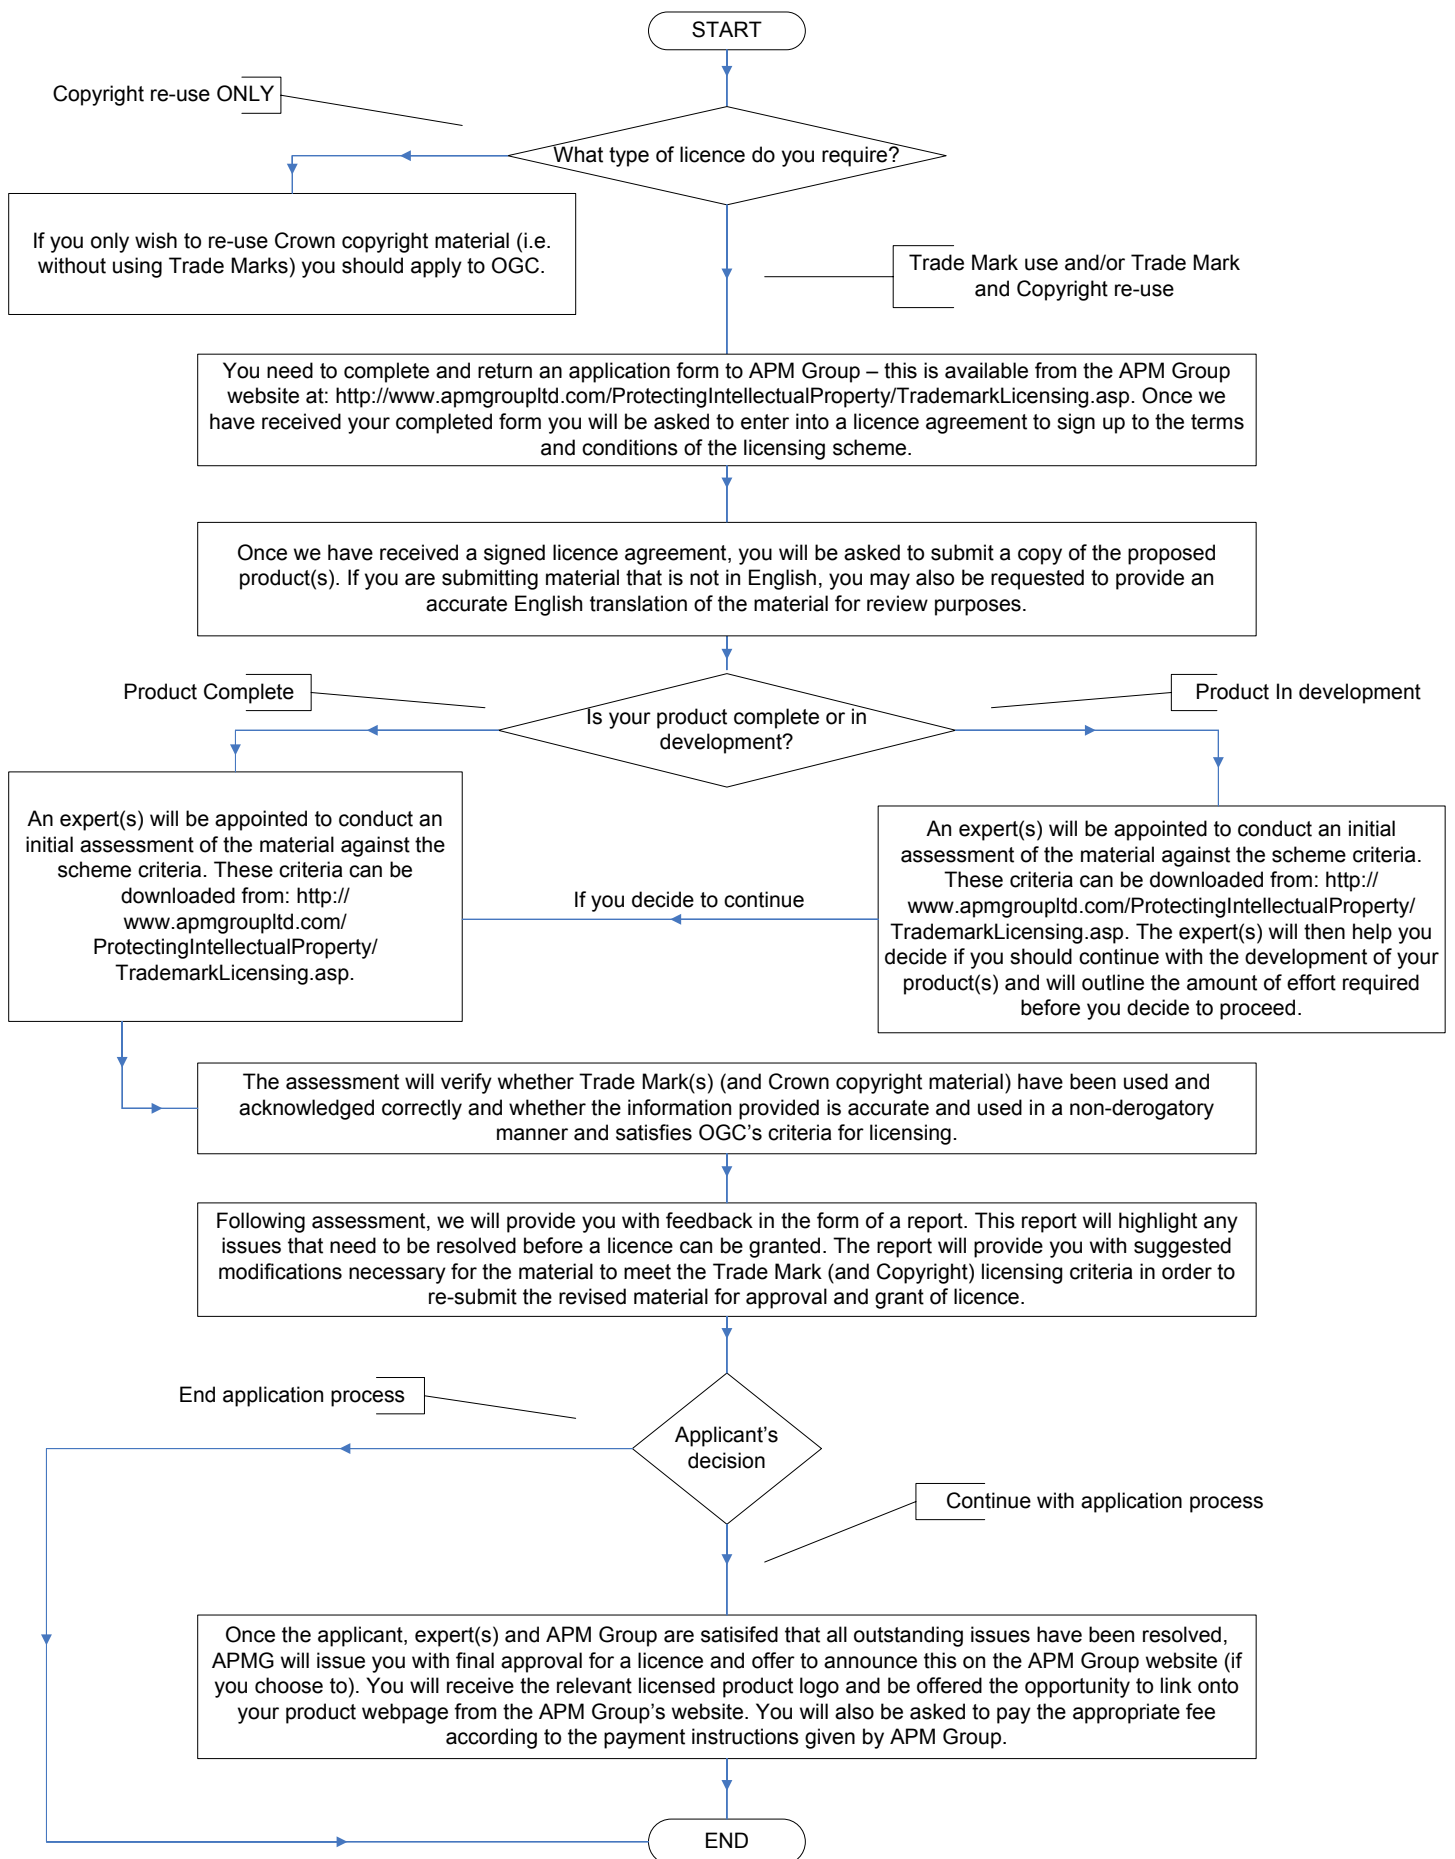 START
Copyright re-use ONLY
What type of licence do you require?
If you only wish to re-use Crown copyright material (i.e.
without using Trade Marks) you should apply to OGC.
Trade Mark use and/or Trade Mark
and Copyright re-use
You need to complete and return an application form to APM Group – this is available from the APM Group
website at: http://www.apmgroupltd.com/ProtectingIntellectualProperty/TrademarkLicensing.asp. Once we
have received your completed form you will be asked to enter into a licence agreement to sign up to the terms
and conditions of the licensing scheme.
Once we have received a signed licence agreement, you will be asked to submit a copy of the proposed
product(s). If you are submitting material that is not in English, you may also be requested to provide an
accurate English translation of the material for review purposes.
Product Complete
Product In development
Is your product complete or in
development?
An expert(s) will be appointed to conduct an
initial assessment of the material against the
scheme criteria. These criteria can be
downloaded from: http://
www.apmgroupltd.com/
ProtectingIntellectualProperty/
TrademarkLicensing.asp.
If you decide to continue
An expert(s) will be appointed to conduct an initial
assessment of the material against the scheme criteria.
These criteria can be downloaded from: http://
www.apmgroupltd.com/ProtectingIntellectualProperty/
TrademarkLicensing.asp. The expert(s) will then help you
decide if you should continue with the development of your
product(s) and will outline the amount of effort required
before you decide to proceed.
The assessment will verify whether Trade Mark(s) (and Crown copyright material) have been used and
acknowledged correctly and whether the information provided is accurate and used in a non-derogatory
manner and satisfies OGC’s criteria for licensing.
Following assessment, we will provide you with feedback in the form of a report. This report will highlight any
issues that need to be resolved before a licence can be granted. The report will provide you with suggested
modifications necessary for the material to meet the Trade Mark (and Copyright) licensing criteria in order to
re-submit the revised material for approval and grant of licence.
End application process
Applicant’s
decision
Continue with application process
Once the applicant, expert(s) and APM Group are satisifed that all outstanding issues have been resolved,
APMG will issue you with final approval for a licence and offer to announce this on the APM Group website (if
you choose to). You will receive the relevant licensed product logo and be offered the opportunity to link onto
your product webpage from the APM Group’s website. You will also be asked to pay the appropriate fee
according to the payment instructions given by APM Group.
END